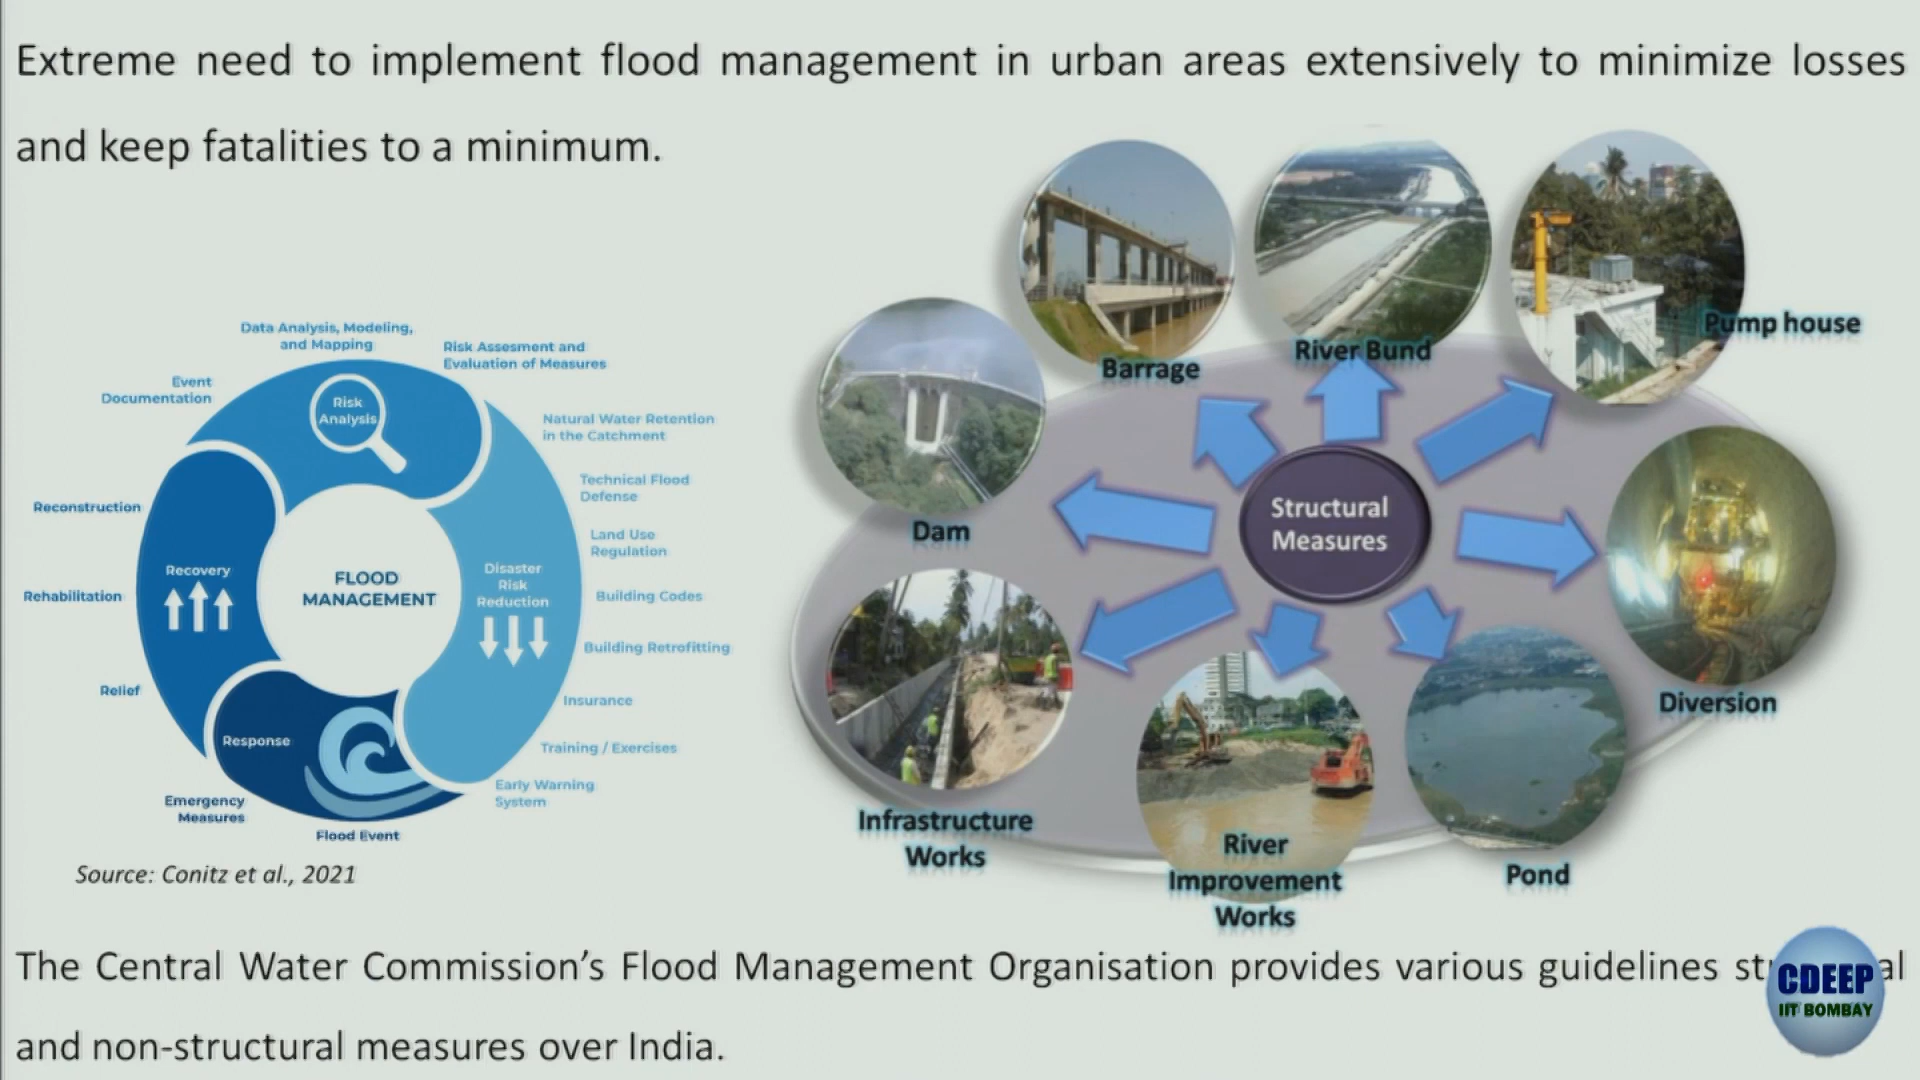 Extreme need to implement flood management in urban areas extensively to minimize losses
and keep fatalities to a minimum.
Data Analysis, Modeling,
and Mapping
Risk Assesment and
Evaluation of Measures
Event
Documentation
Risk
Analysis
Natural Water Retention
in the Catchment
Technical Flood
Defense
Reconstruction
Land Use
Regulation
Recovery
FLOOD
MANAGEMENT
Disaster
Risk
Reduction
Rehabilitation
Building Codes
Building Retrofitting
Relief
Insurance
Response
Training / Exercises
Early Warning
System
Emergency
Measures
Flood Event
Source: Conitz et al., 2021
Barrage
River Bund
Pump house
Dam
Structural
Measures
Diversion
Infrastructure
Works
River
Improvement
Works
Pond
The Central Water Commission's Flood Management Organisation provides various guidelines
and non-structural measures over India.
CDEEP
IIT BOMBAY